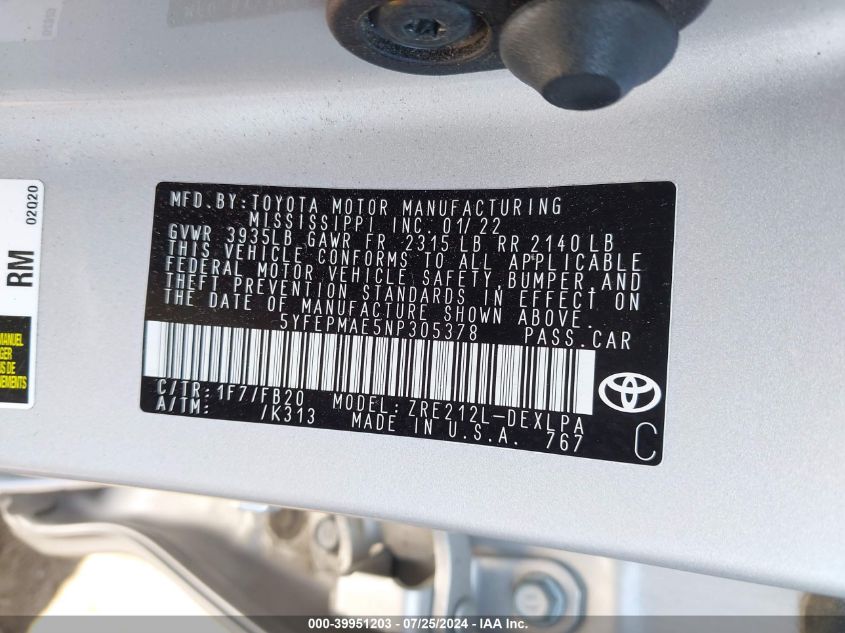 MFD. BY: TOYOTA MOTOR MANUFACTURING
MISSISSIPPI INC. 01/22
GVWR 3935LB GAWR FR 2315 LB RR 2140 LB
THIS VEHICLE CONFORMS TO ALL APPLICABLE
FEDERAL MOTOR VEHICLE SAFETY, BUMPER, AND
THEFT PREVENTION STANDARDS IN EFFECT ON
THE DATE OF MANUFACTURE SHOWN ABOVE.
5YFEPMAE5NP305378 PASS. CAR
C/TR: 1F7/FB20 MODEL: ZRE212L-DEXLPA
A/TM: /K313 MADE IN U.S.A. 767
C
02020
RM
MANUEL
000-39951203 - 07/25/2024 - IAA Inc.